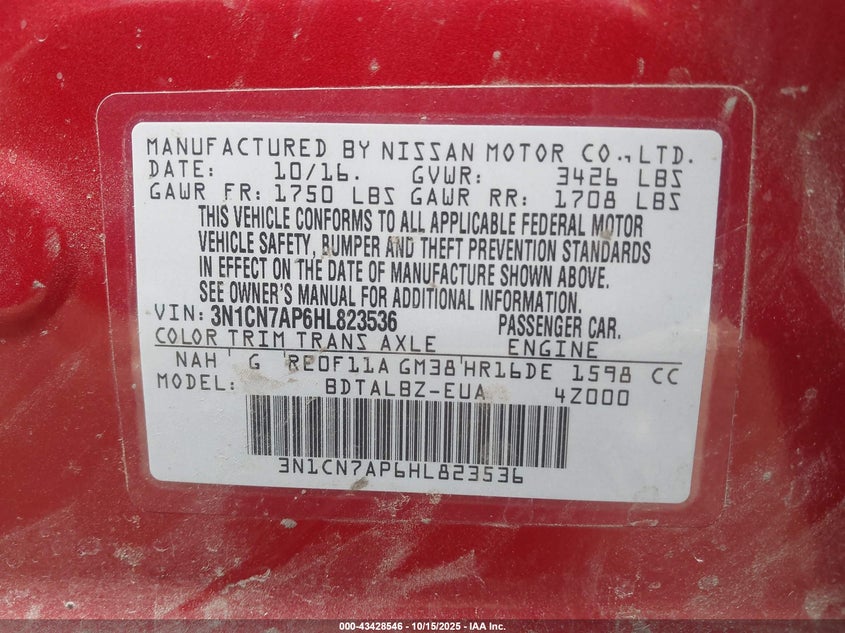 MANUFACTURED BY NISSAN MOTOR CO., LTD.
DATE: 10/16. GVWR: 3426 LBS
GAWR FR: 1750 LBS GAWR RR: 1708 LBS
THIS VEHICLE CONFORMS TO ALL APPLICABLE FEDERAL MOTOR
VEHICLE SAFETY, BUMPER AND THEFT PREVENTION STANDARDS
IN EFFECT ON THE DATE OF MANUFACTURE SHOWN ABOVE.
SEE OWNER'S MANUAL FOR ADDITIONAL INFORMATION.
VIN: 3N1CN7AP6HL823536 PASSENGER CAR.
COLOR TRIM TRANS AXLE ENGINE
NAH G RE0F11A GM38 HR16DE 1598 CC
MODEL: BDTALBZ-EUA 4Z000
3N1CN7AP6HL823536
000-43428546 - 10/15/2025 - IAA Inc.